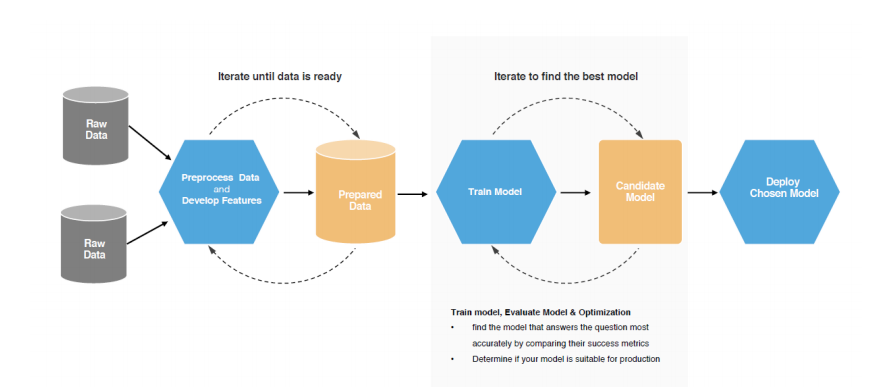 Iterate until data is ready
Iterate to find the best model
Raw
Data
Raw
Data
Preprocess Data
and
Develop Features
Prepared
Data
Train Model
Candidate
Model
Deploy
Chosen Model
Train model, Evaluate Model & Optimization
• find the model that answers the question most
accurately by comparing their success metrics
• Determine if your model is suitable for production